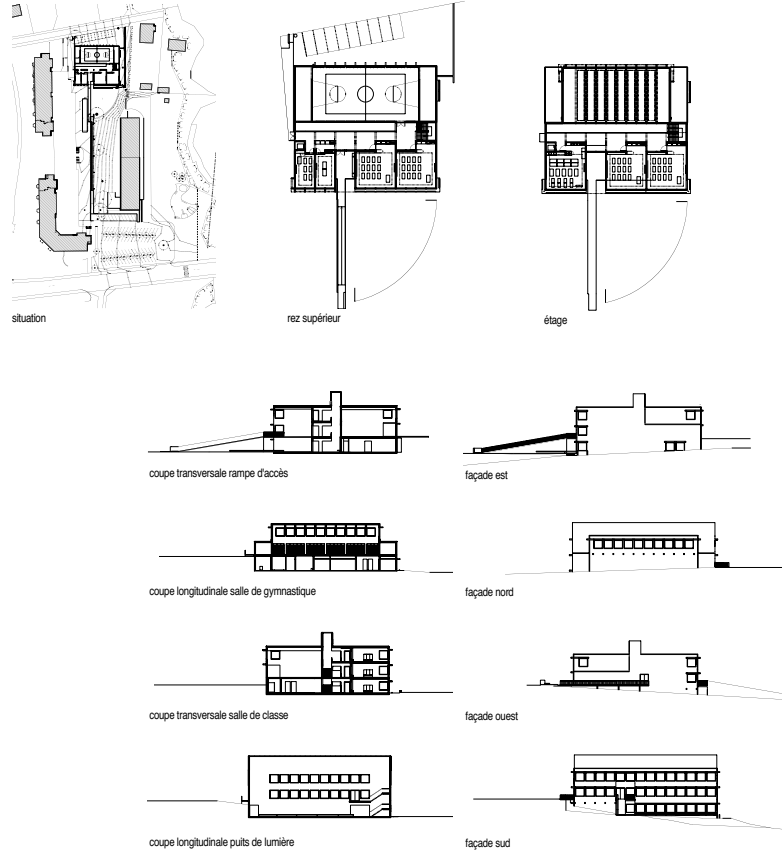 situation
rez supérieur
étage
coupe transversale rampe d'accès
façade est
coupe longitudinale salle de gymnastique
façade nord
coupe transversale salle de classe
façade ouest
coupe longitudinale puits de lumière
façade sud